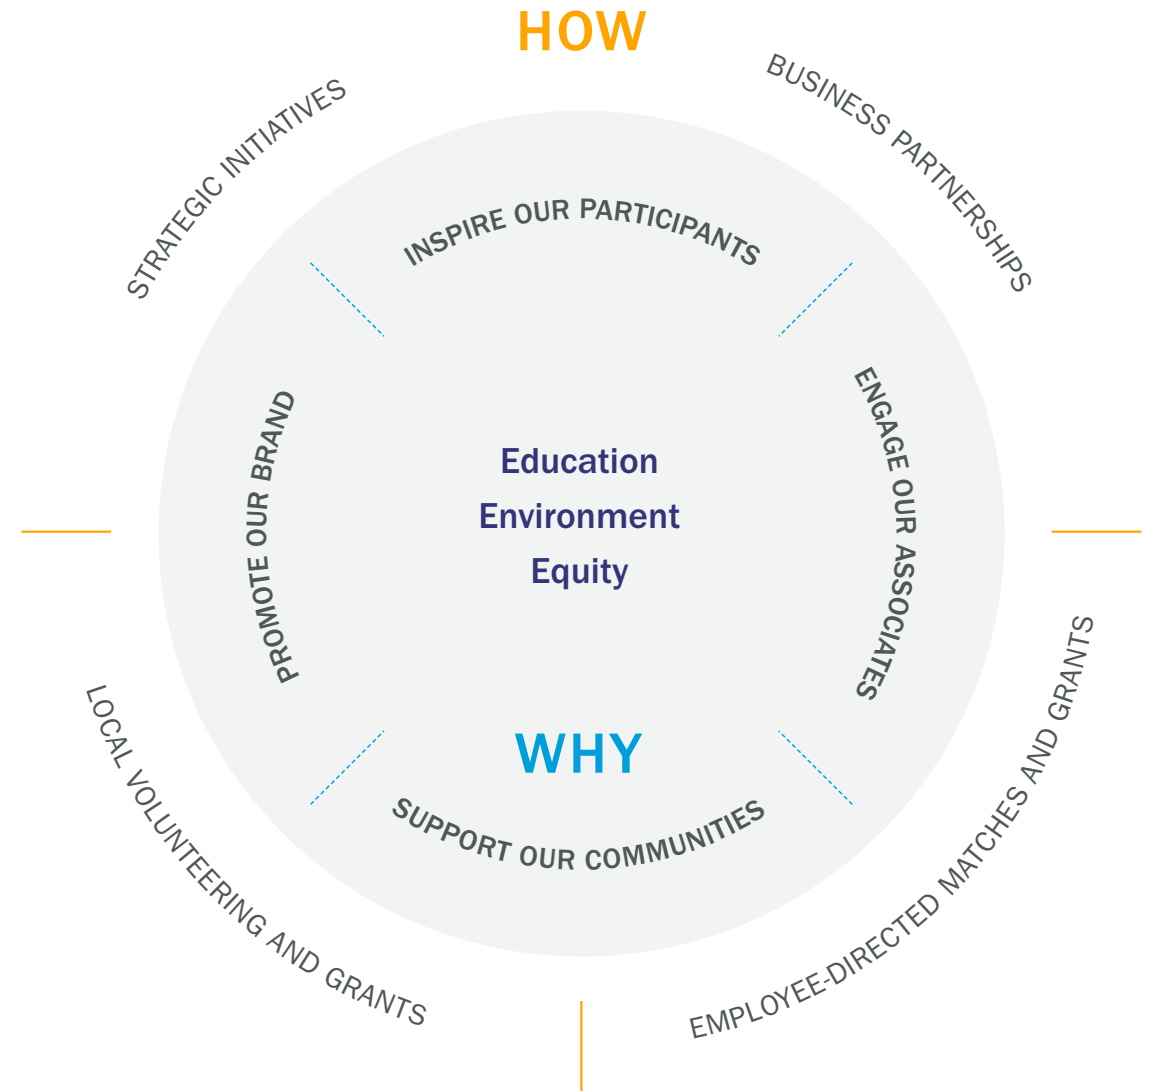 HOW
STRATEGIC INITIATIVES
BUSINESS PARTNERSHIPS
INSPIRE OUR PARTICIPANTS
PROMOTE OUR BRAND
ENGAGE OUR ASSOCIATES
Education
Environment
Equity
WHY
SUPPORT OUR COMMUNITIES
LOCAL VOLUNTEERING AND GRANTS
EMPLOYEE-DIRECTED MATCHES AND GRANTS